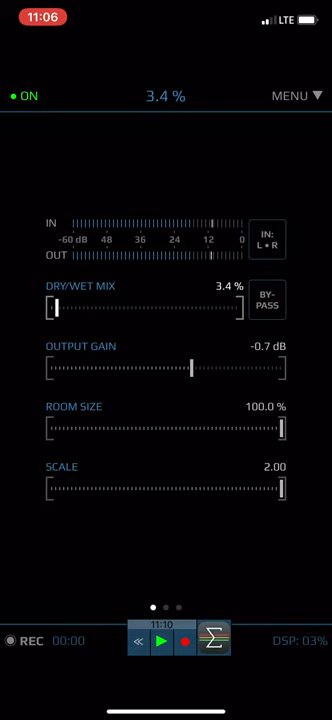 11:06
LTE
ON 3.4 % MENU ▼
IN
-60 dB 48 36 24 12 0
IN:
L • R
OUT
DRY/WET MIX 3.4 %
BY-
PASS
OUTPUT GAIN -0.7 dB
ROOM SIZE 100.0 %
SCALE 2.00
11:10
REC 00:00 Σ DSP: 03%